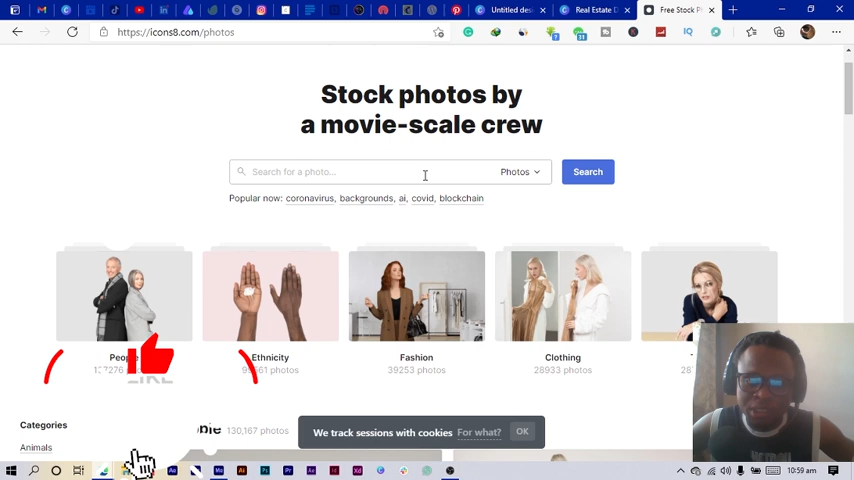 Untitled des
Real Estate D
Free Stock P
https://icons8.com/photos
Stock photos by
a movie-scale crew
Search for a photo...
Photos
Search
Popular now: coronavirus, backgrounds, ai, covid, blockchain
People
Ethnicity
Fashion
Clothing
39253 photos
28933 photos
Categories
130,167 photos
We track sessions with cookies For what? OK
Animals
10:59 am